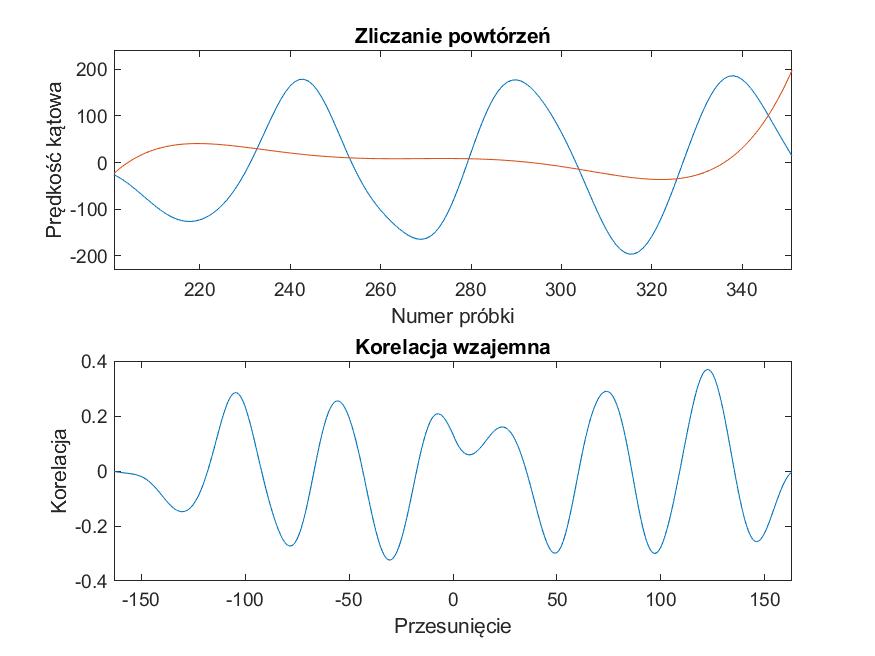 Zliczanie powtórzeń
Prędkość kątowa
200
100
0
-100
-200
220 240 260 280 300 320 340
Numer próbki
Korelacja wzajemna
Korelacja
0.4
0.2
0
-0.2
-0.4
-150 -100 -50 0 50 100 150
Przesunięcie